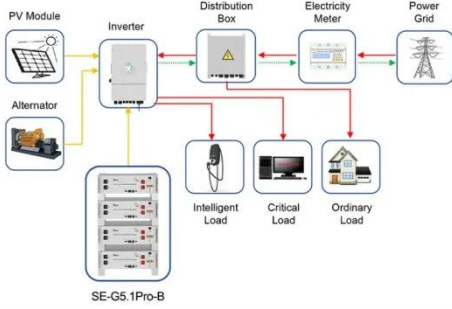 PV Module
Inverter
Distribution
Box
Electricity
Meter
Power
Grid
Alternator
Intelligent
Load
Critical
Load
Ordinary
Load
SE-G5.1Pro-B